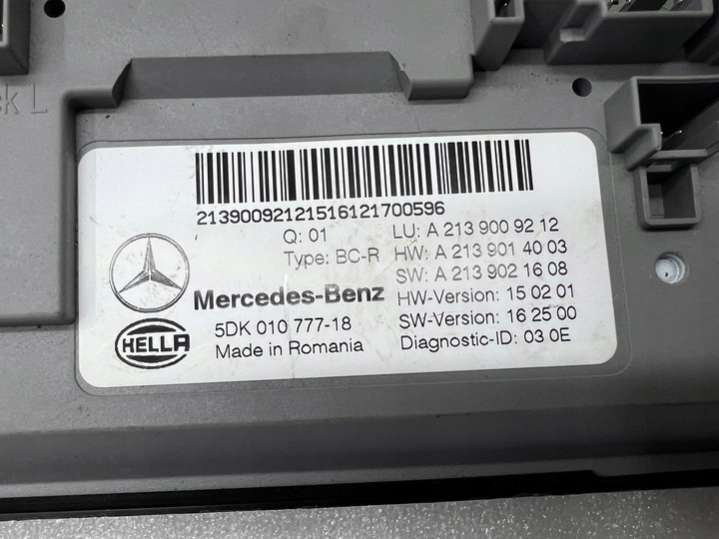 ck L
21390092121516121700596
Q: 01
LU: A 213 900 92 12
Type: BC-R
HW: A 213 901 40 03
SW: A 213 902 16 08
Mercedes-Benz
HW-Version: 15 02 01
5DK 010 777-18
SW-Version: 16 25 00
HELLA
Made in Romania
Diagnostic-ID: 03 0E